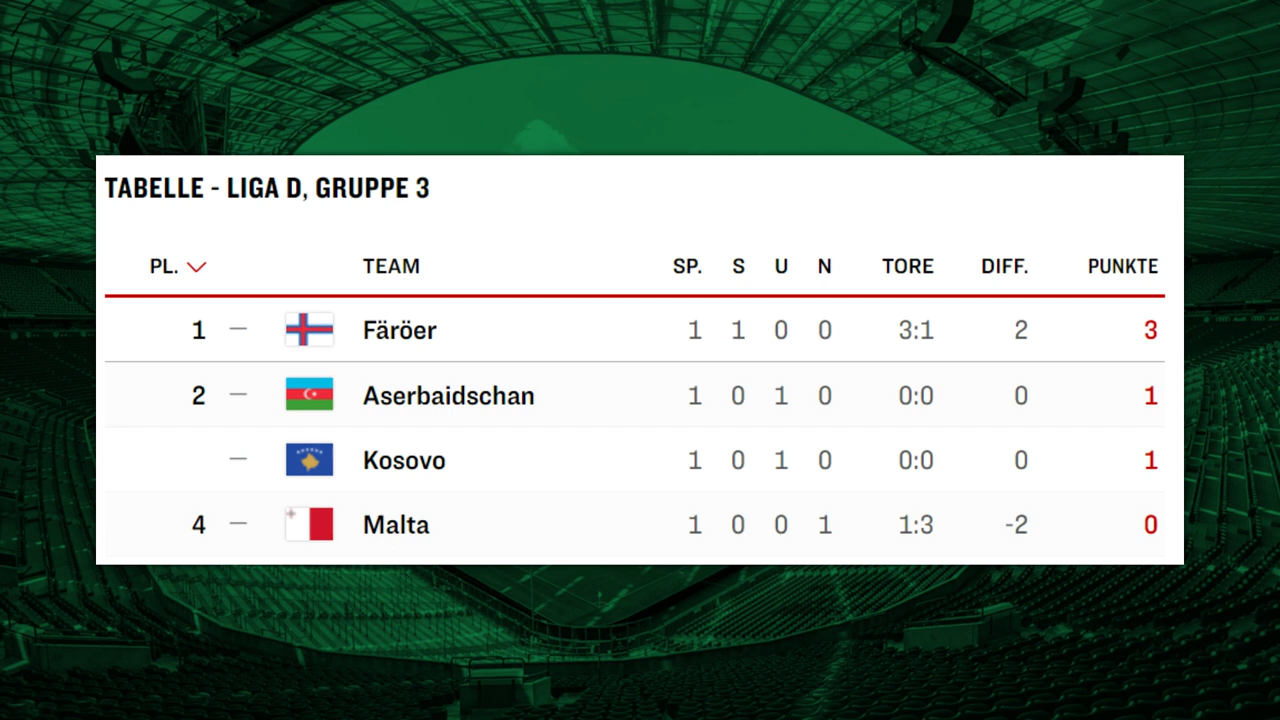 TABELLE - LIGA D, GRUPPE 3
PL. TEAM SP. S U N TORE DIFF. PUNKTE
1 — Färöer 1 1 0 0 3:1 2 3
2 — Aserbaidschan 1 0 1 0 0:0 0 1
— Kosovo 1 0 1 0 0:0 0 1
4 — Malta 1 0 0 1 1:3 -2 0